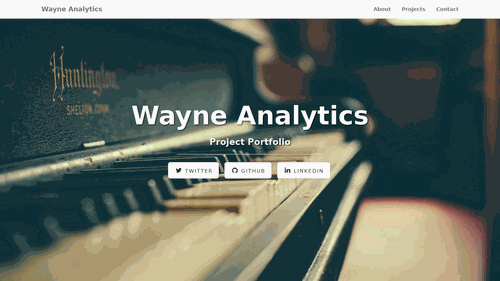 Wayne Analytics
About Projects Contact
Huntington
SHELTON CONN.
Wayne Analytics
Project Portfolio
TWITTER GITHUB LINKEDIN